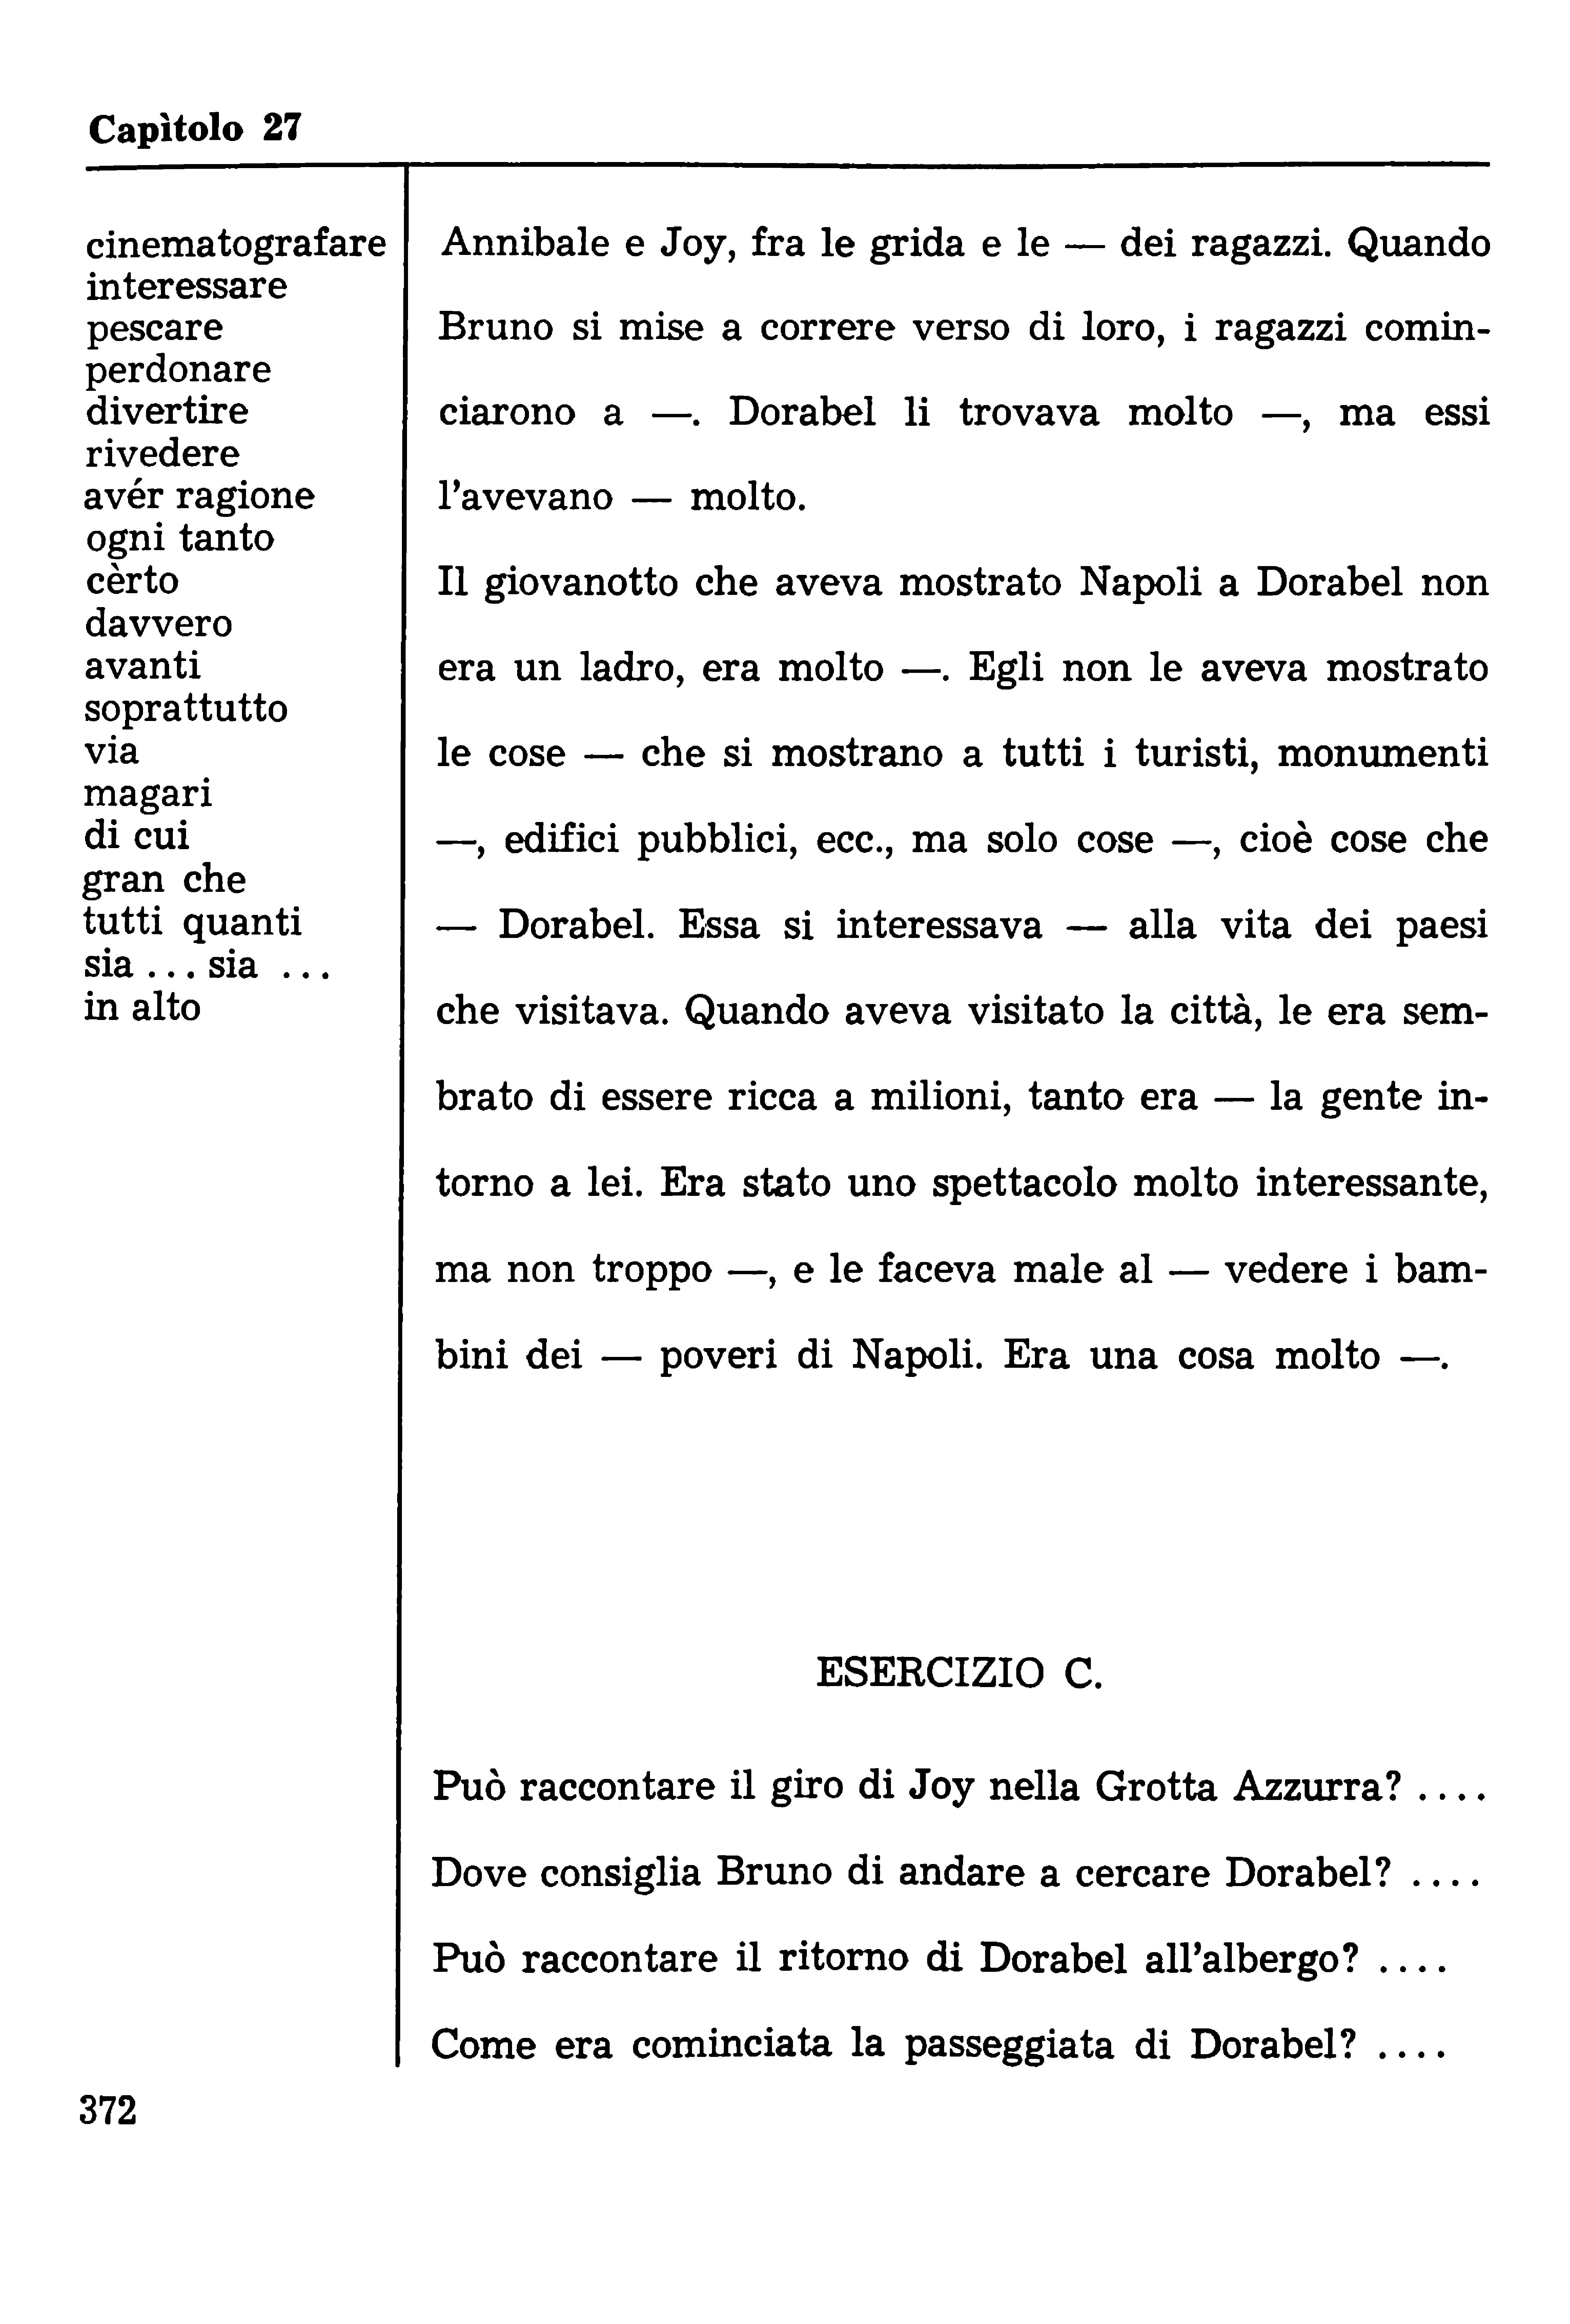 Capìtolo 27
cinematografare
interessare
pescare
perdonare
divertire
rivedere
avér ragione
ogni tanto
cèrto
davvero
avanti
soprattutto
via
magari
di cui
gran che
tutti quanti
sia ... sia ...
in alto
Annibale e Joy, fra le grida e le — dei ragazzi. Quando
Bruno si mise a correre verso di loro, i ragazzi comin-
ciarono a —. Dorabel li trovava molto —, ma essi
l’avevano — molto.
Il giovanotto che aveva mostrato Napoli a Dorabel non
era un ladro, era molto —. Egli non le aveva mostrato
le cose — che si mostrano a tutti i turisti, monumenti
—, edifici pubblici, ecc., ma solo cose —, cioè cose che
— Dorabel. Essa si interessava — alla vita dei paesi
che visitava. Quando aveva visitato la città, le era sem-
brato di essere ricca a milioni, tanto era — la gente in-
torno a lei. Era stato uno spettacolo molto interessante,
ma non troppo —, e le faceva male al — vedere i bam-
bini dei — poveri di Napoli. Era una cosa molto —.
ESERCIZIO C.
Può raccontare il giro di Joy nella Grotta Azzurra? ....
Dove consiglia Bruno di andare a cercare Dorabel? ....
Può raccontare il ritorno di Dorabel all’albergo? ....
Come era cominciata la passeggiata di Dorabel? ....
372